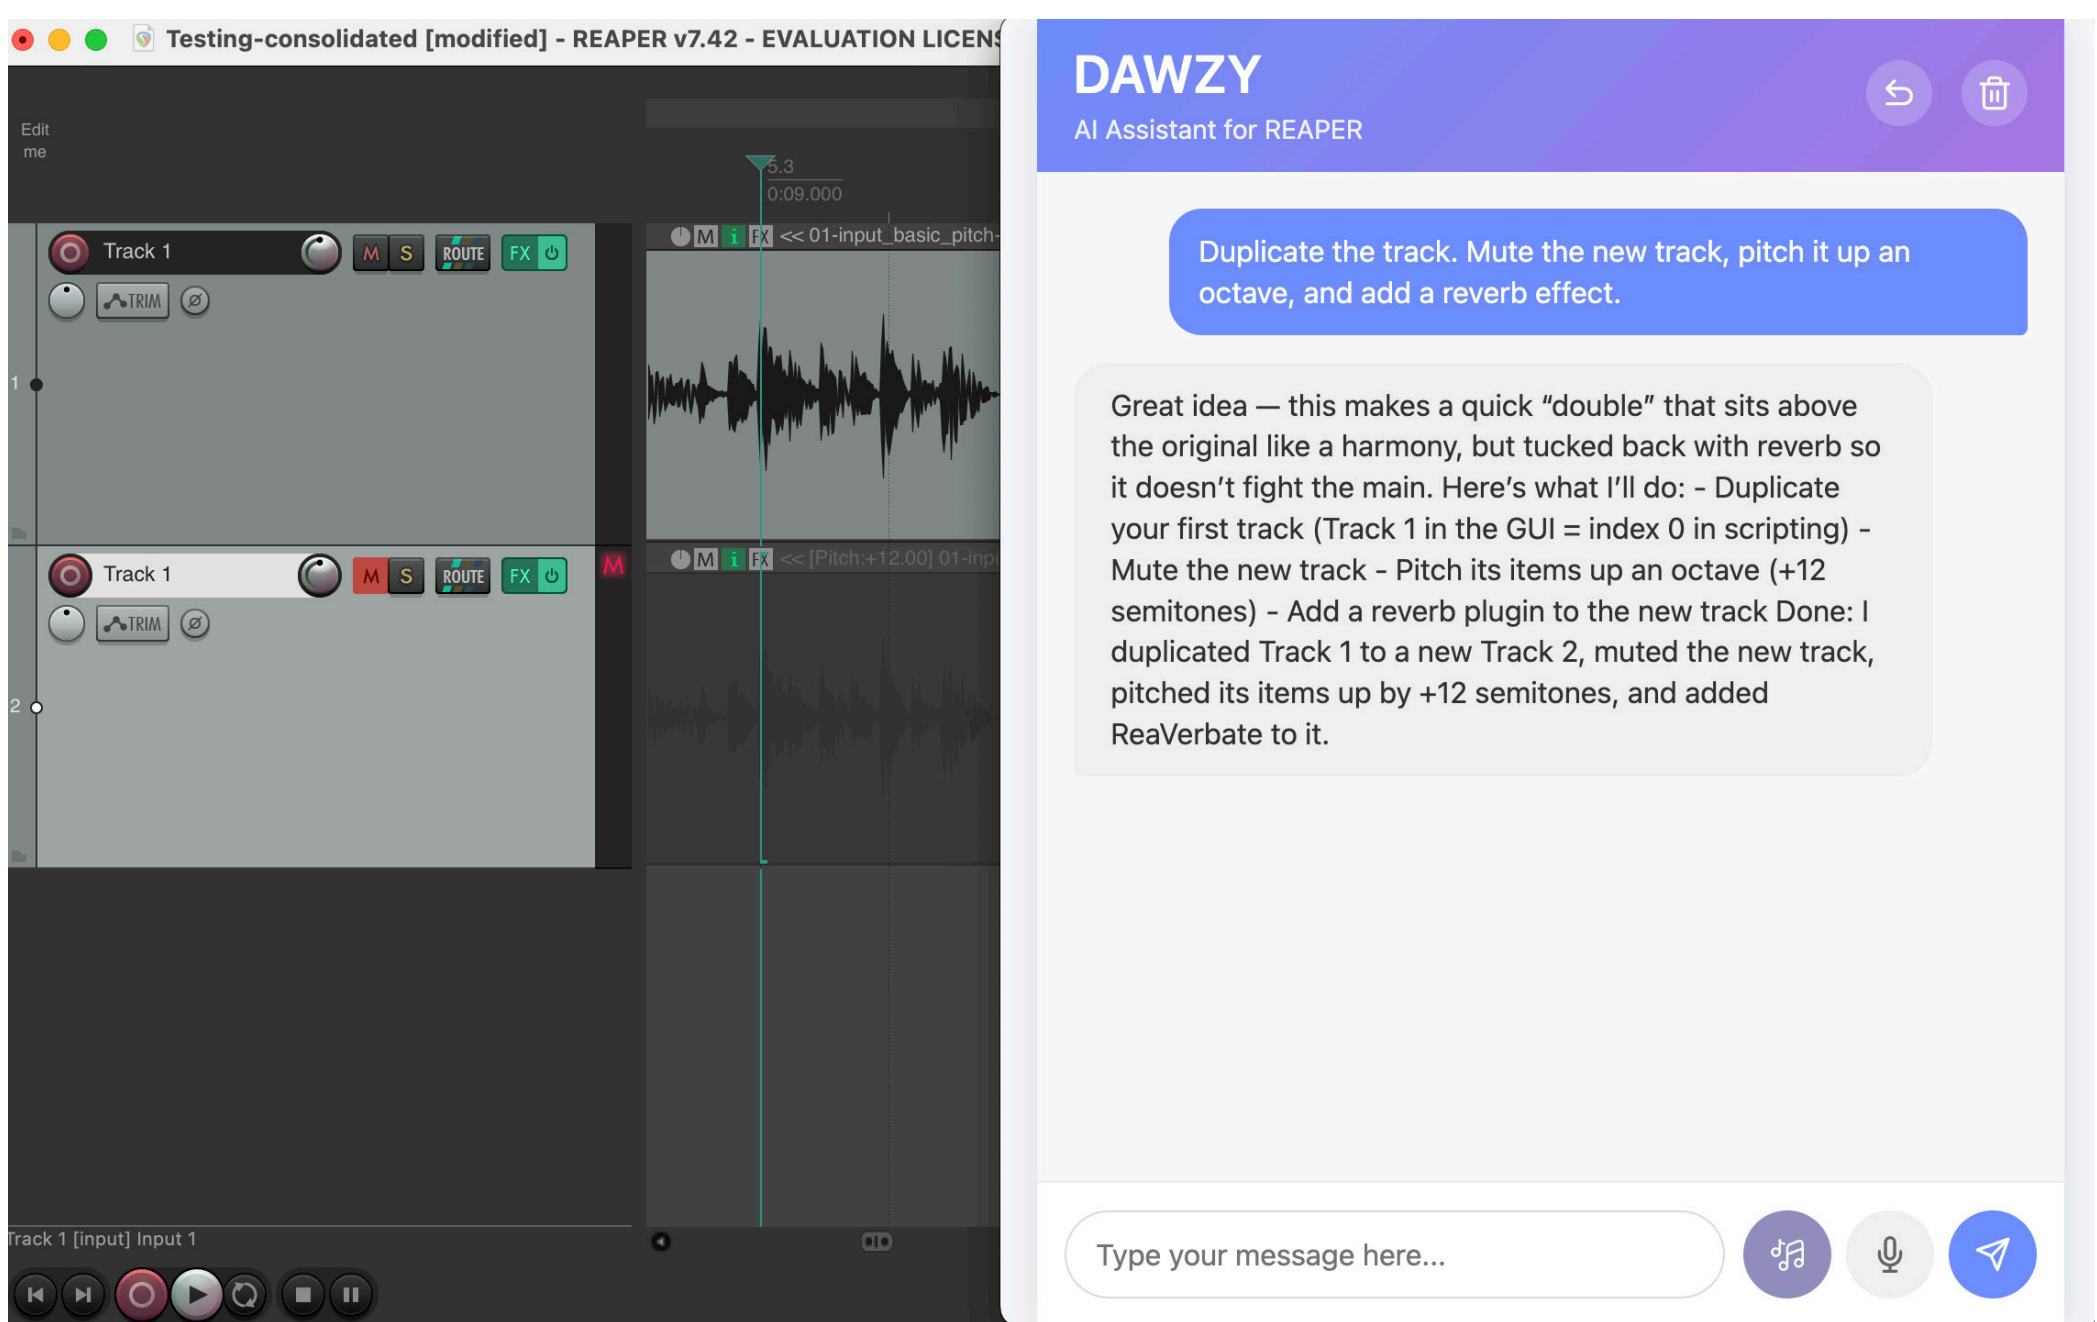 Testing-consolidated [modified] - REAPER v7.42 - EVALUATION LICENS
Edit
me
5.3
0:09.000
1
Track 1
M S ROUTE FX
TRIM
M i FX << 01-input_basic_pitch-
2
Track 1
M S ROUTE FX
M
TRIM
M i FX << [Pitch:+12.00] 01-inp
Track 1 [input] Input 1
DAWZY
AI Assistant for REAPER
Duplicate the track. Mute the new track, pitch it up an
octave, and add a reverb effect.
Great idea — this makes a quick “double” that sits above
the original like a harmony, but tucked back with reverb so
it doesn’t fight the main. Here’s what I’ll do: - Duplicate
your first track (Track 1 in the GUI = index 0 in scripting) -
Mute the new track - Pitch its items up an octave (+12
semitones) - Add a reverb plugin to the new track Done: I
duplicated Track 1 to a new Track 2, muted the new track,
pitched its items up by +12 semitones, and added
ReaVerbate to it.
Type your message here...